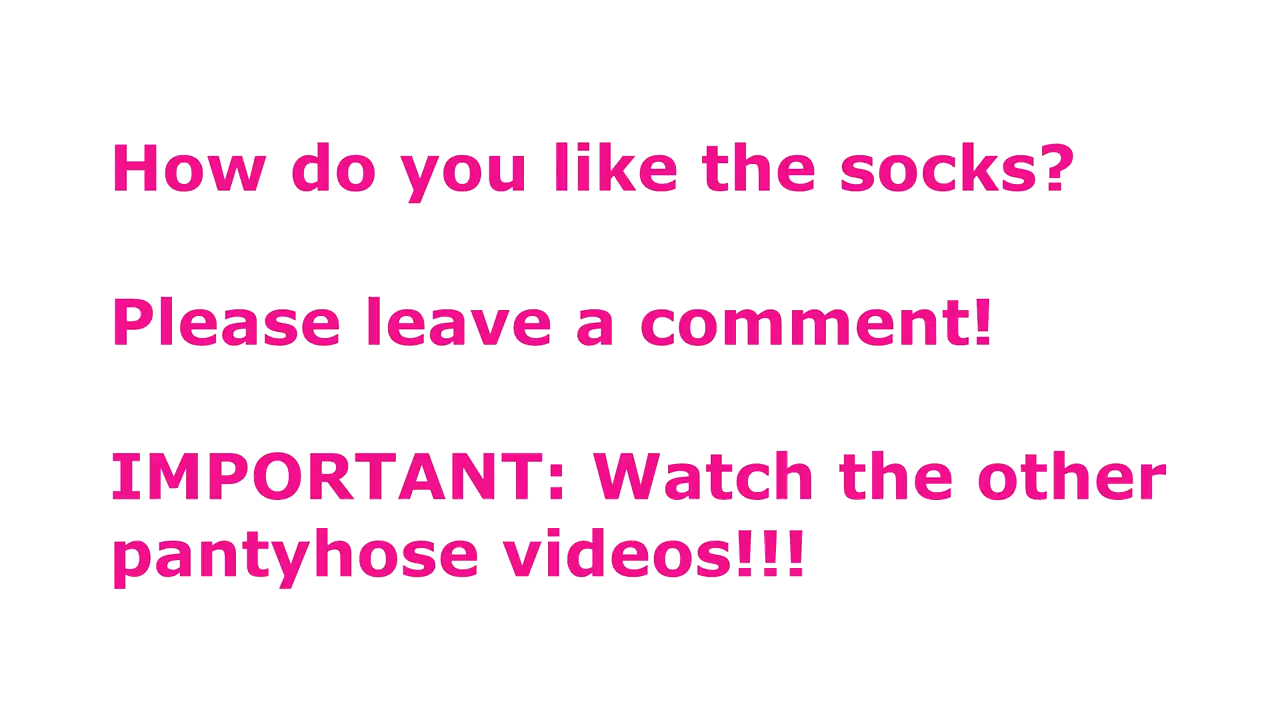 How do you like the socks?
Please leave a comment!
IMPORTANT: Watch the other
pantyhose videos!!!